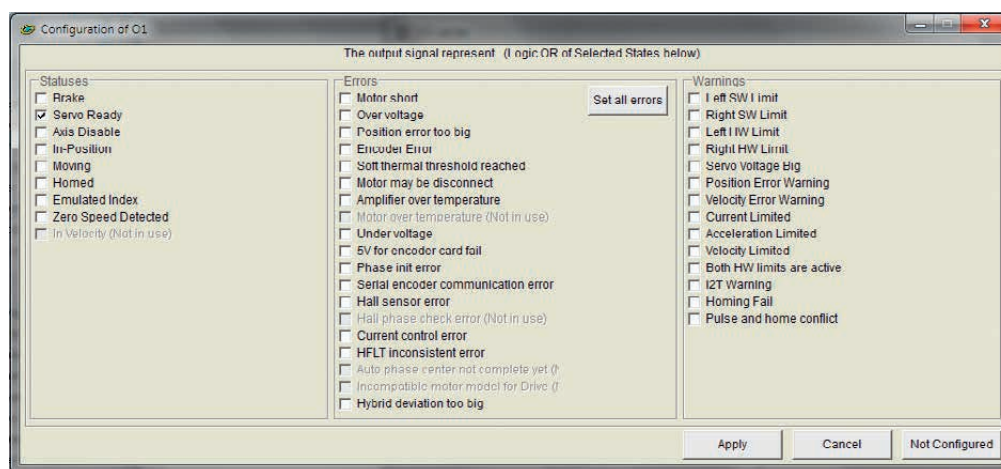 Configuration of O1
The output signal represent (Logic OR of Selected States below)
Statuses
Brake
Servo Ready
Axis Disable
In-Position
Moving
Homed
Emulated Index
Zero Speed Detected
In Velocity (Not in use)
Errors
Motor short
Over voltage
Position error too big
Encoder Error
Soft thermal threshold reached
Motor may be disconnect
Amplifier over temperature
Motor over temperature (Not in use)
Under voltage
5V for encoder card fail
Phase init error
Serial encoder communication error
Hall sensor error
Hall phase check error (Not in use)
Current control error
HFLT inconsistent error
Auto phase center not complete yet (
Incompatible motor model for Drive (
Hybrid deviation too big
Set all errors
Warnings
Left SW Limit
Right SW Limit
Left HW Limit
Right HW Limit
Servo Voltage Big
Position Error Warning
Velocity Error Warning
Current Limited
Acceleration Limited
Velocity Limited
Both HW limits are active
I2T Warning
Homing Fail
Pulse and home conflict
Apply
Cancel
Not Configured